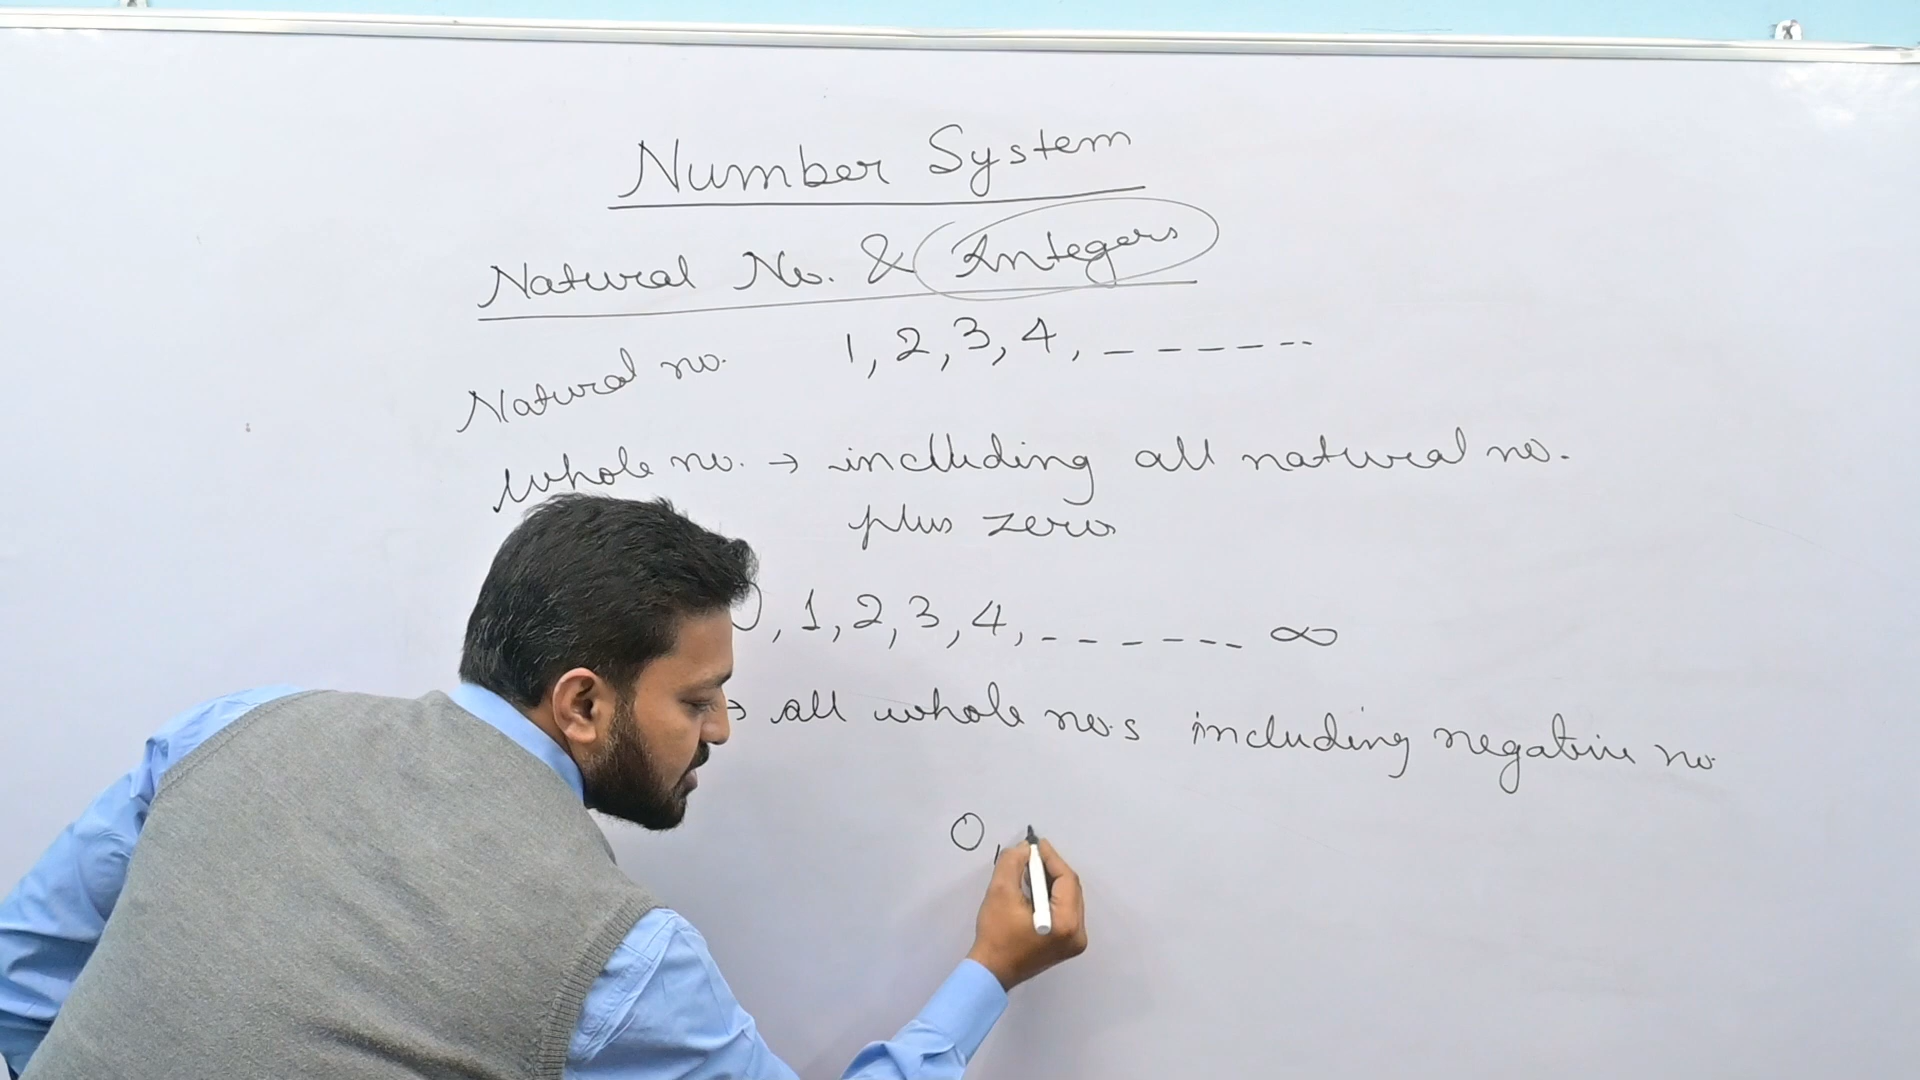 Number System
Natural No. & Integers
Natural no. 1, 2, 3, 4, ------
Whole no. → including all natural no.
plus zero
0, 1, 2, 3, 4, ------- ∞
→ all whole no.s including negative no.
0,